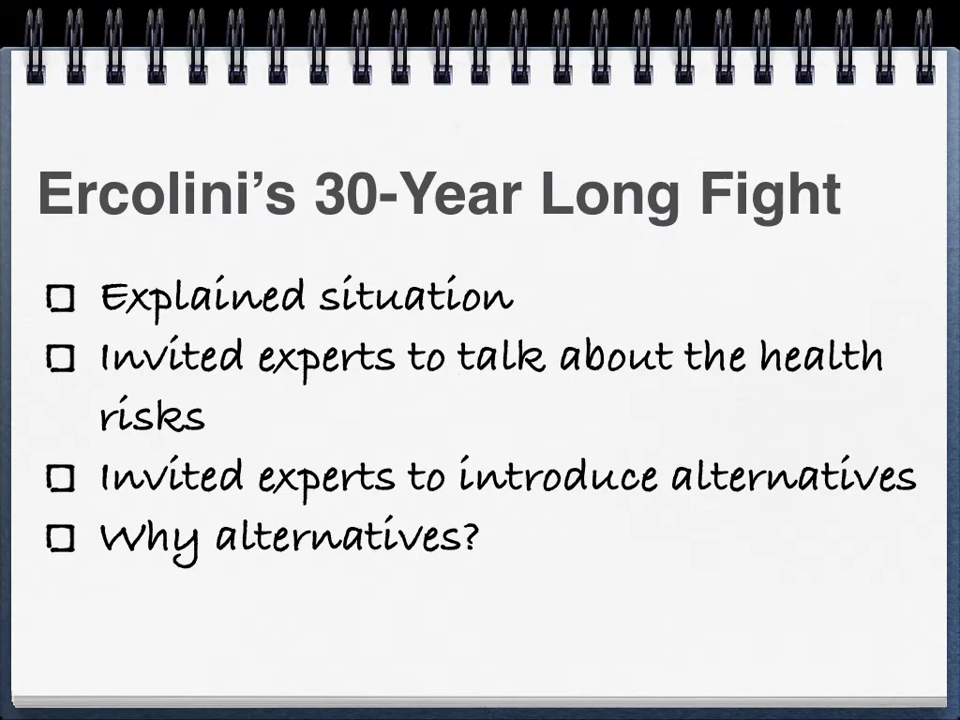 Ercolini’s 30-Year Long Fight
Explained situation
Invited experts to talk about the health
risks
Invited experts to introduce alternatives
Why alternatives?